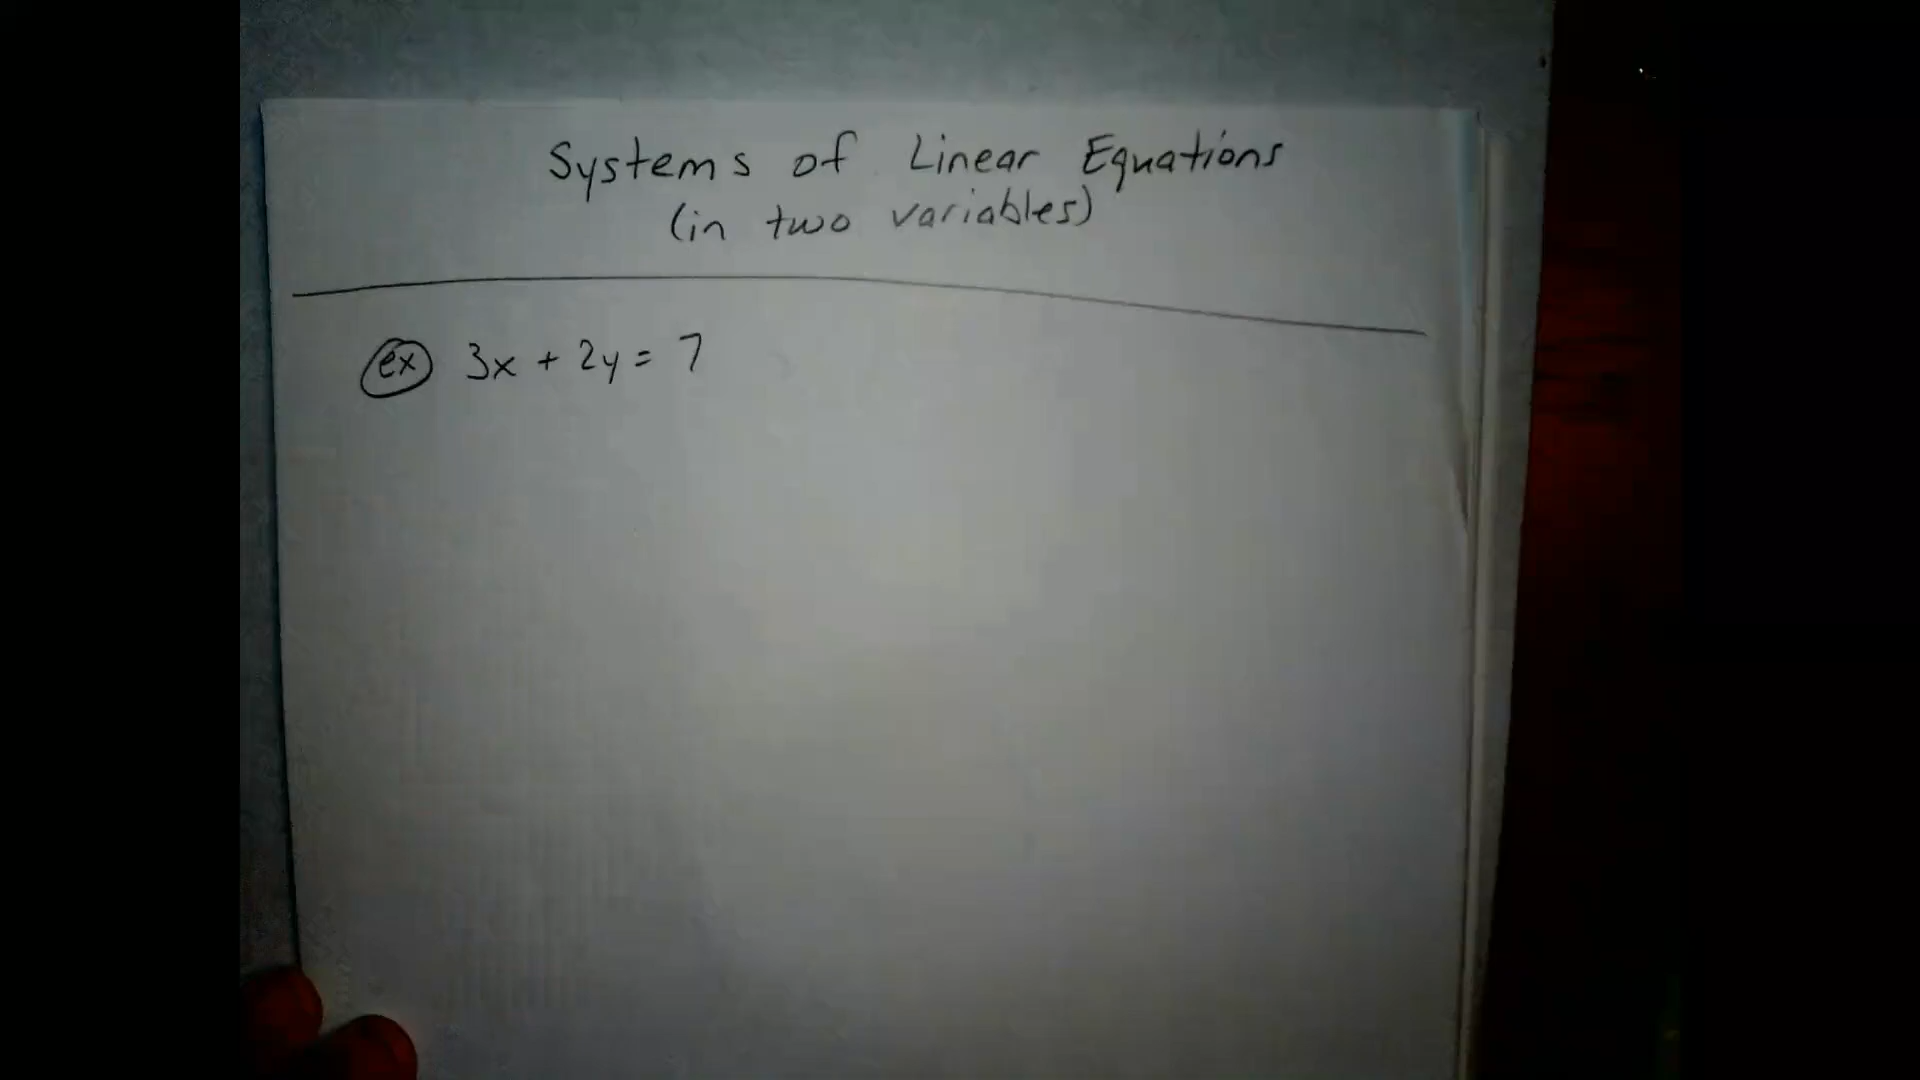 Systems of Linear Equations
(in two variables)
ex 3x + 2y = 7